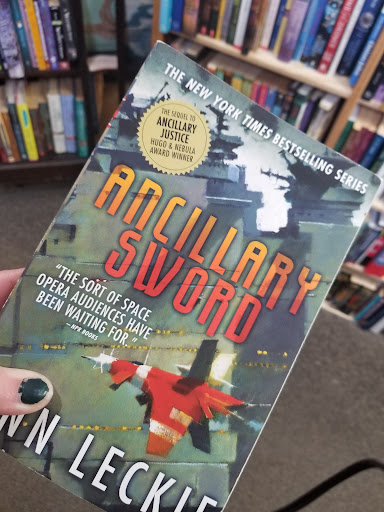 THE NEW YORK TIMES BESTSELLING SERIES
THE SEQUEL TO
ANCILLARY
JUSTICE
HUGO & NEBULA
AWARD WINNER
ANCILLARY
SWORD
"THE SORT OF SPACE
OPERA AUDIENCES HAVE
BEEN WAITING FOR."
—NPR BOOKS
NN LECKIE